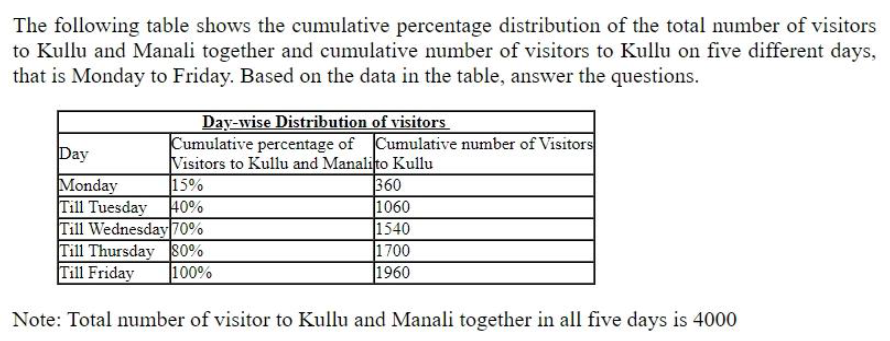 The following table shows the cumulative percentage distribution of the total number of visitors
to Kullu and Manali together and cumulative number of visitors to Kullu on five different days,
that is Monday to Friday. Based on the data in the table, answer the questions.
Day-wise Distribution of visitors
Day Cumulative percentage of Visitors to Kullu and Manali Cumulative number of Visitors to Kullu
Monday 15% 360
Till Tuesday 40% 1060
Till Wednesday 70% 1540
Till Thursday 80% 1700
Till Friday 100% 1960
Note: Total number of visitor to Kullu and Manali together in all five days is 4000